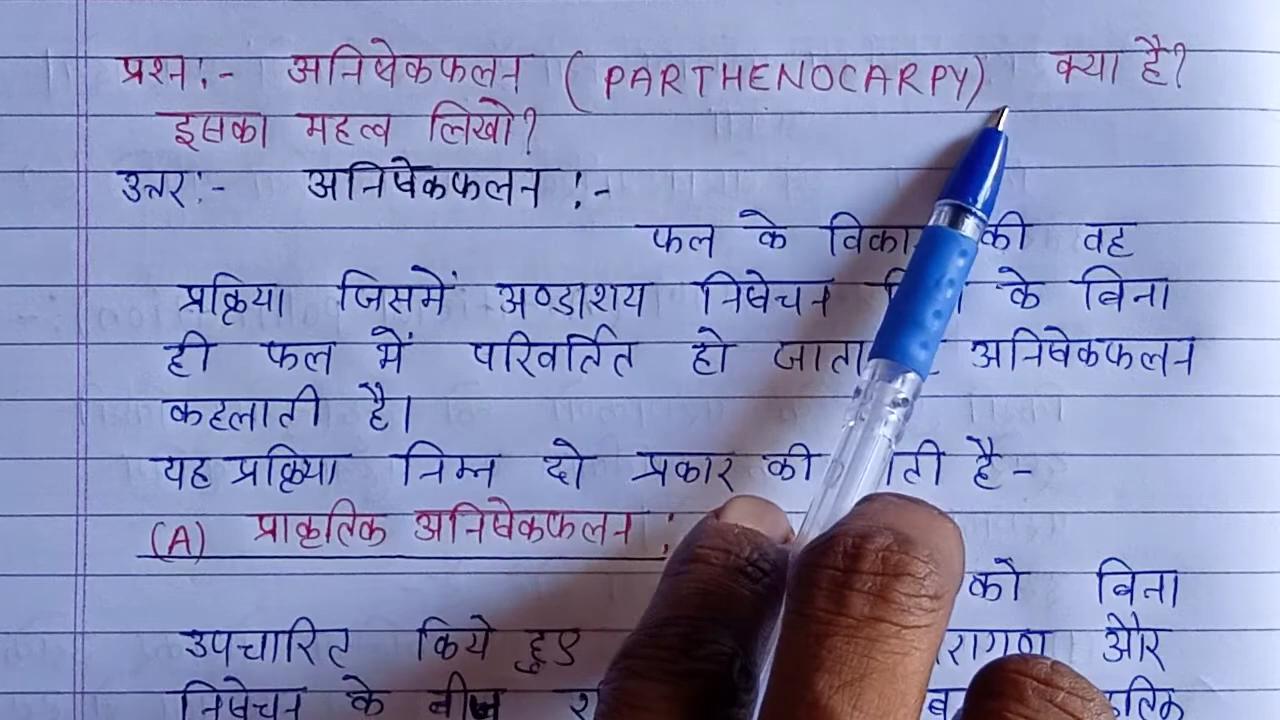 प्रश्न:- अनिषेकफलन (PARTHENOCARPY) क्या है?
इसका महत्व लिखो?
उत्तर:- अनिषेकफलन :-
फल के की वह
प्रक्रिया जिसमें अण्डाशय निषेचन के बिना
ही फल में परिवर्तित हो अनिषेकफलन
कहलाती है।
यह प्रक्रिया निम्न दो प्रकार की है -
(A) प्राकृतिक अनिषेकफलन :
को बिना
उपचारित किये हुए और
निषेचन के